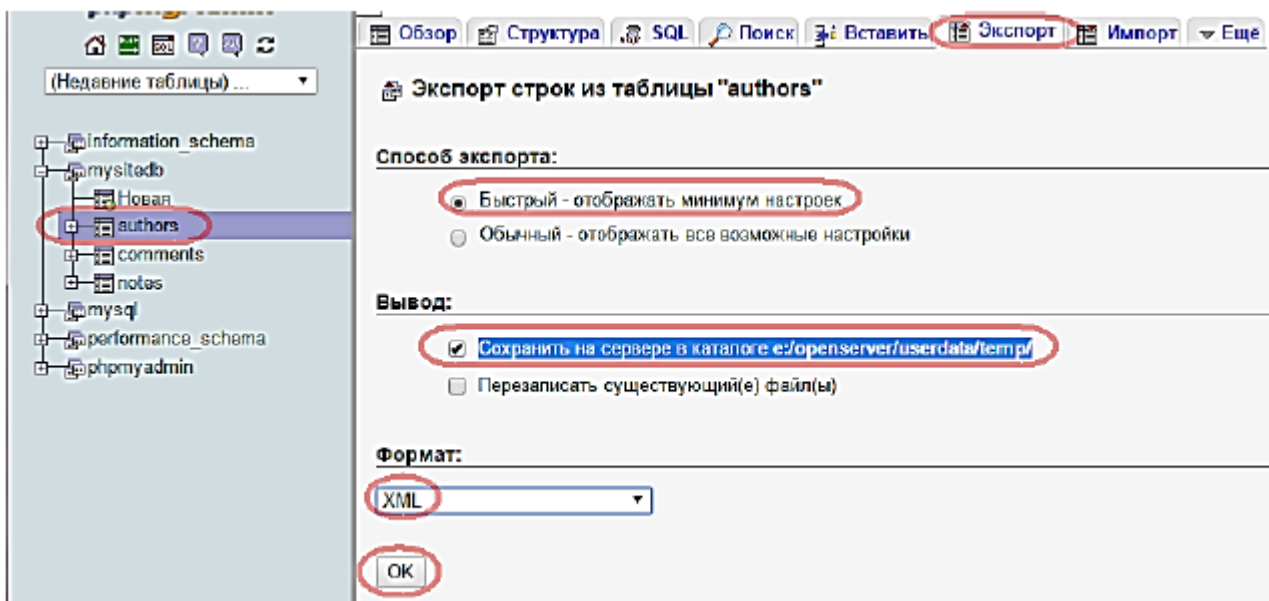 Обзор Структура SQL Поиск Вставить Экспорт Импорт Ещё
(Недавние таблицы) ...
information_schema
mysitedb
Новая
authors
comments
notes
mysql
performance_schema
phpmyadmin
Экспорт строк из таблицы "authors"
Способ экспорта:
Быстрый - отображать минимум настроек
Обычный - отображать все возможные настройки
Вывод:
Сохранить на сервере в каталоге e:/openserver/userdata/temp/
Перезаписать существующий(е) файл(ы)
Формат:
XML
OK